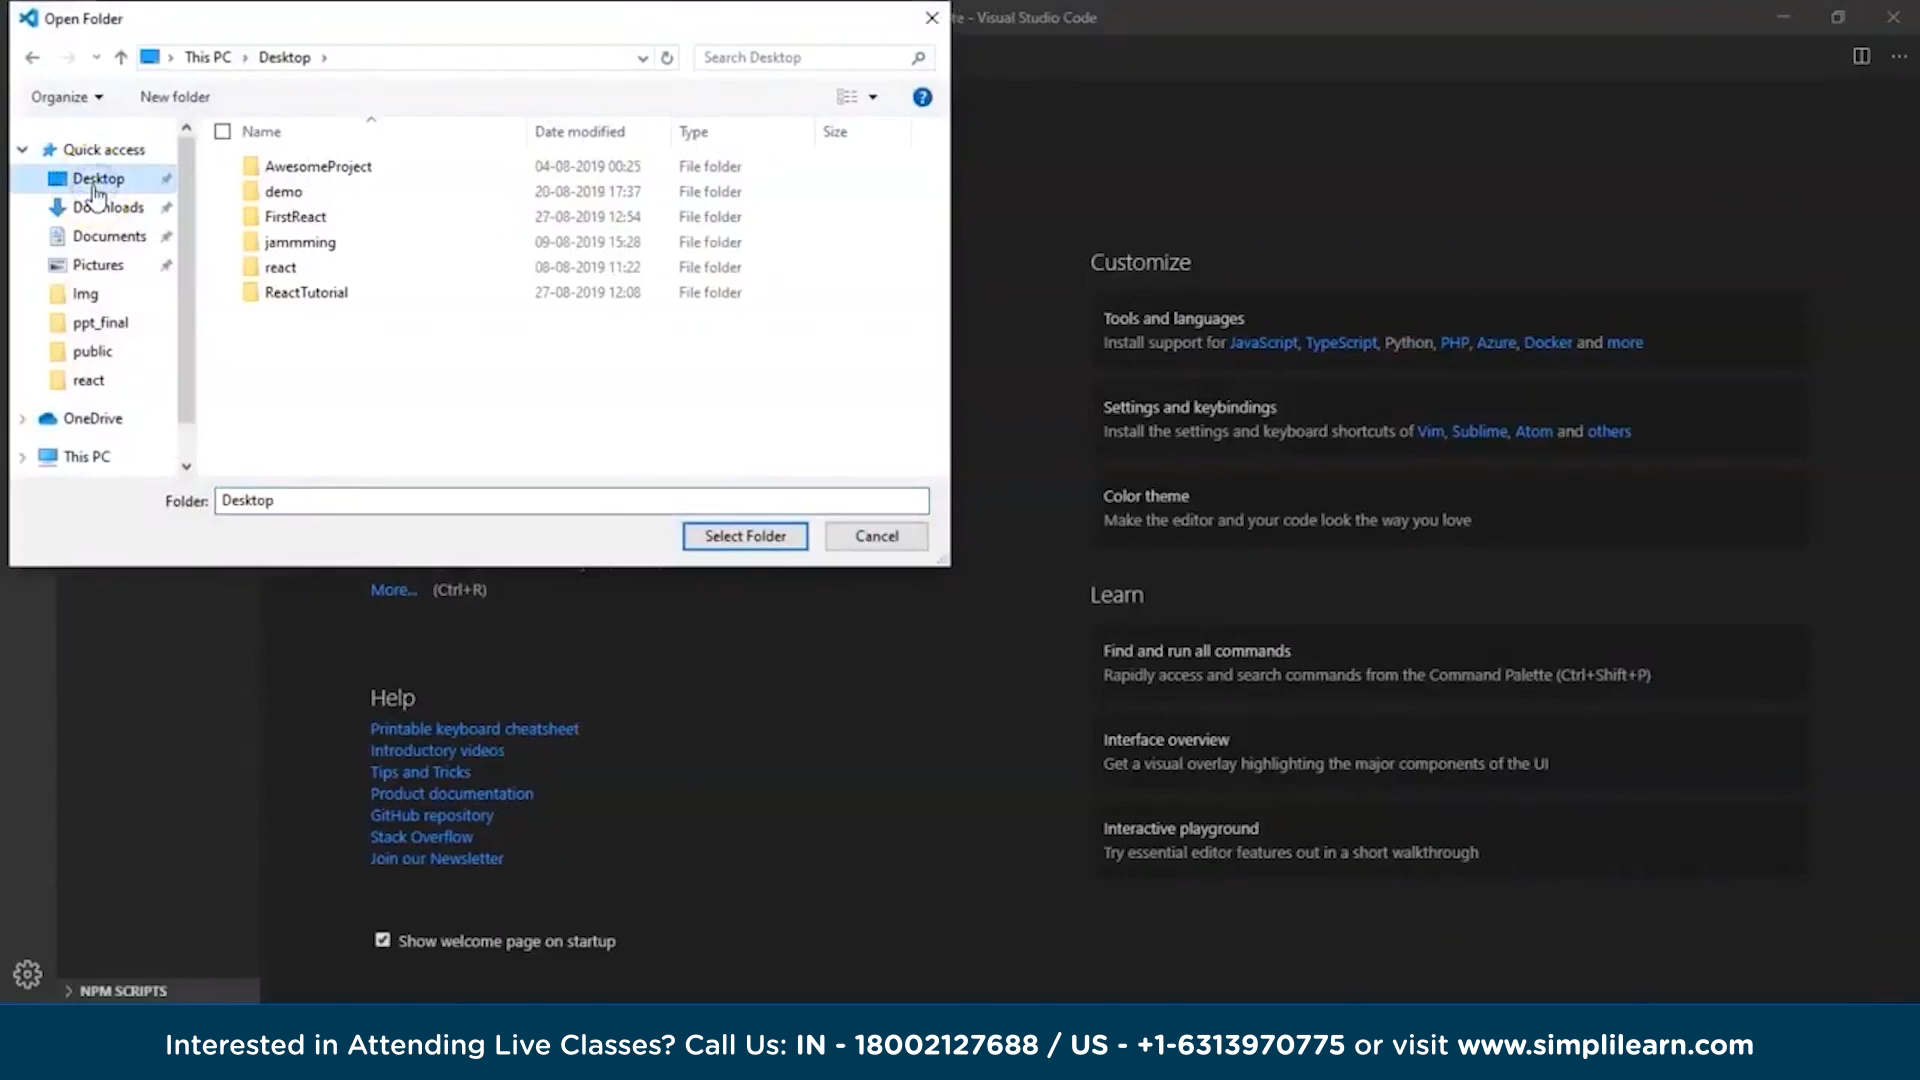 Open Folder
te - Visual Studio Code
This PC > Desktop >
Search Desktop
Organize
New folder
Name
Date modified
Type
Size
Quick access
Desktop
Downloads
Documents
Pictures
Img
ppt_final
public
react
OneDrive
This PC
AwesomeProject 04-08-2019 00:25 File folder
demo 20-08-2019 17:37 File folder
FirstReact 27-08-2019 12:54 File folder
jammming 09-08-2019 15:28 File folder
react 08-08-2019 11:22 File folder
ReactTutorial 27-08-2019 12:08 File folder
Folder: Desktop
Select Folder
Cancel
More... (Ctrl+R)
Help
Printable keyboard cheatsheet
Introductory videos
Tips and Tricks
Product documentation
GitHub repository
Stack Overflow
Join our Newsletter
Show welcome page on startup
NPM SCRIPTS
Customize
Tools and languages
Install support for JavaScript, TypeScript, Python, PHP, Azure, Docker and more
Settings and keybindings
Install the settings and keyboard shortcuts of Vim, Sublime, Atom and others
Color theme
Make the editor and your code look the way you love
Learn
Find and run all commands
Rapidly access and search commands from the Command Palette (Ctrl+Shift+P)
Interface overview
Get a visual overlay highlighting the major components of the UI
Interactive playground
Try essential editor features out in a short walkthrough
Interested in Attending Live Classes? Call Us: IN - 18002127688 / US - +1-6313970775 or visit www.simplilearn.com